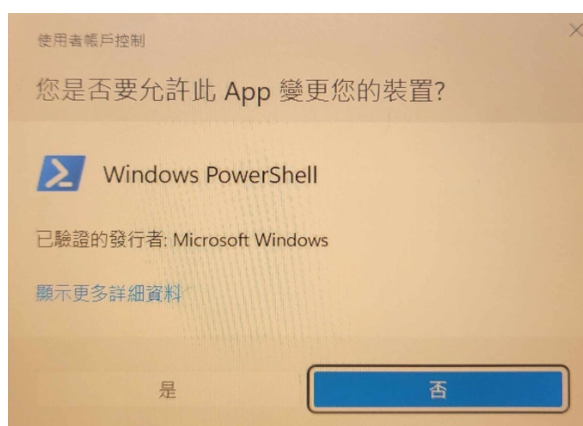 使用者帳戶控制
您是否要允許此 App 變更您的裝置?
Windows PowerShell
已驗證的發行者: Microsoft Windows
顯示更多詳細資料
是
否